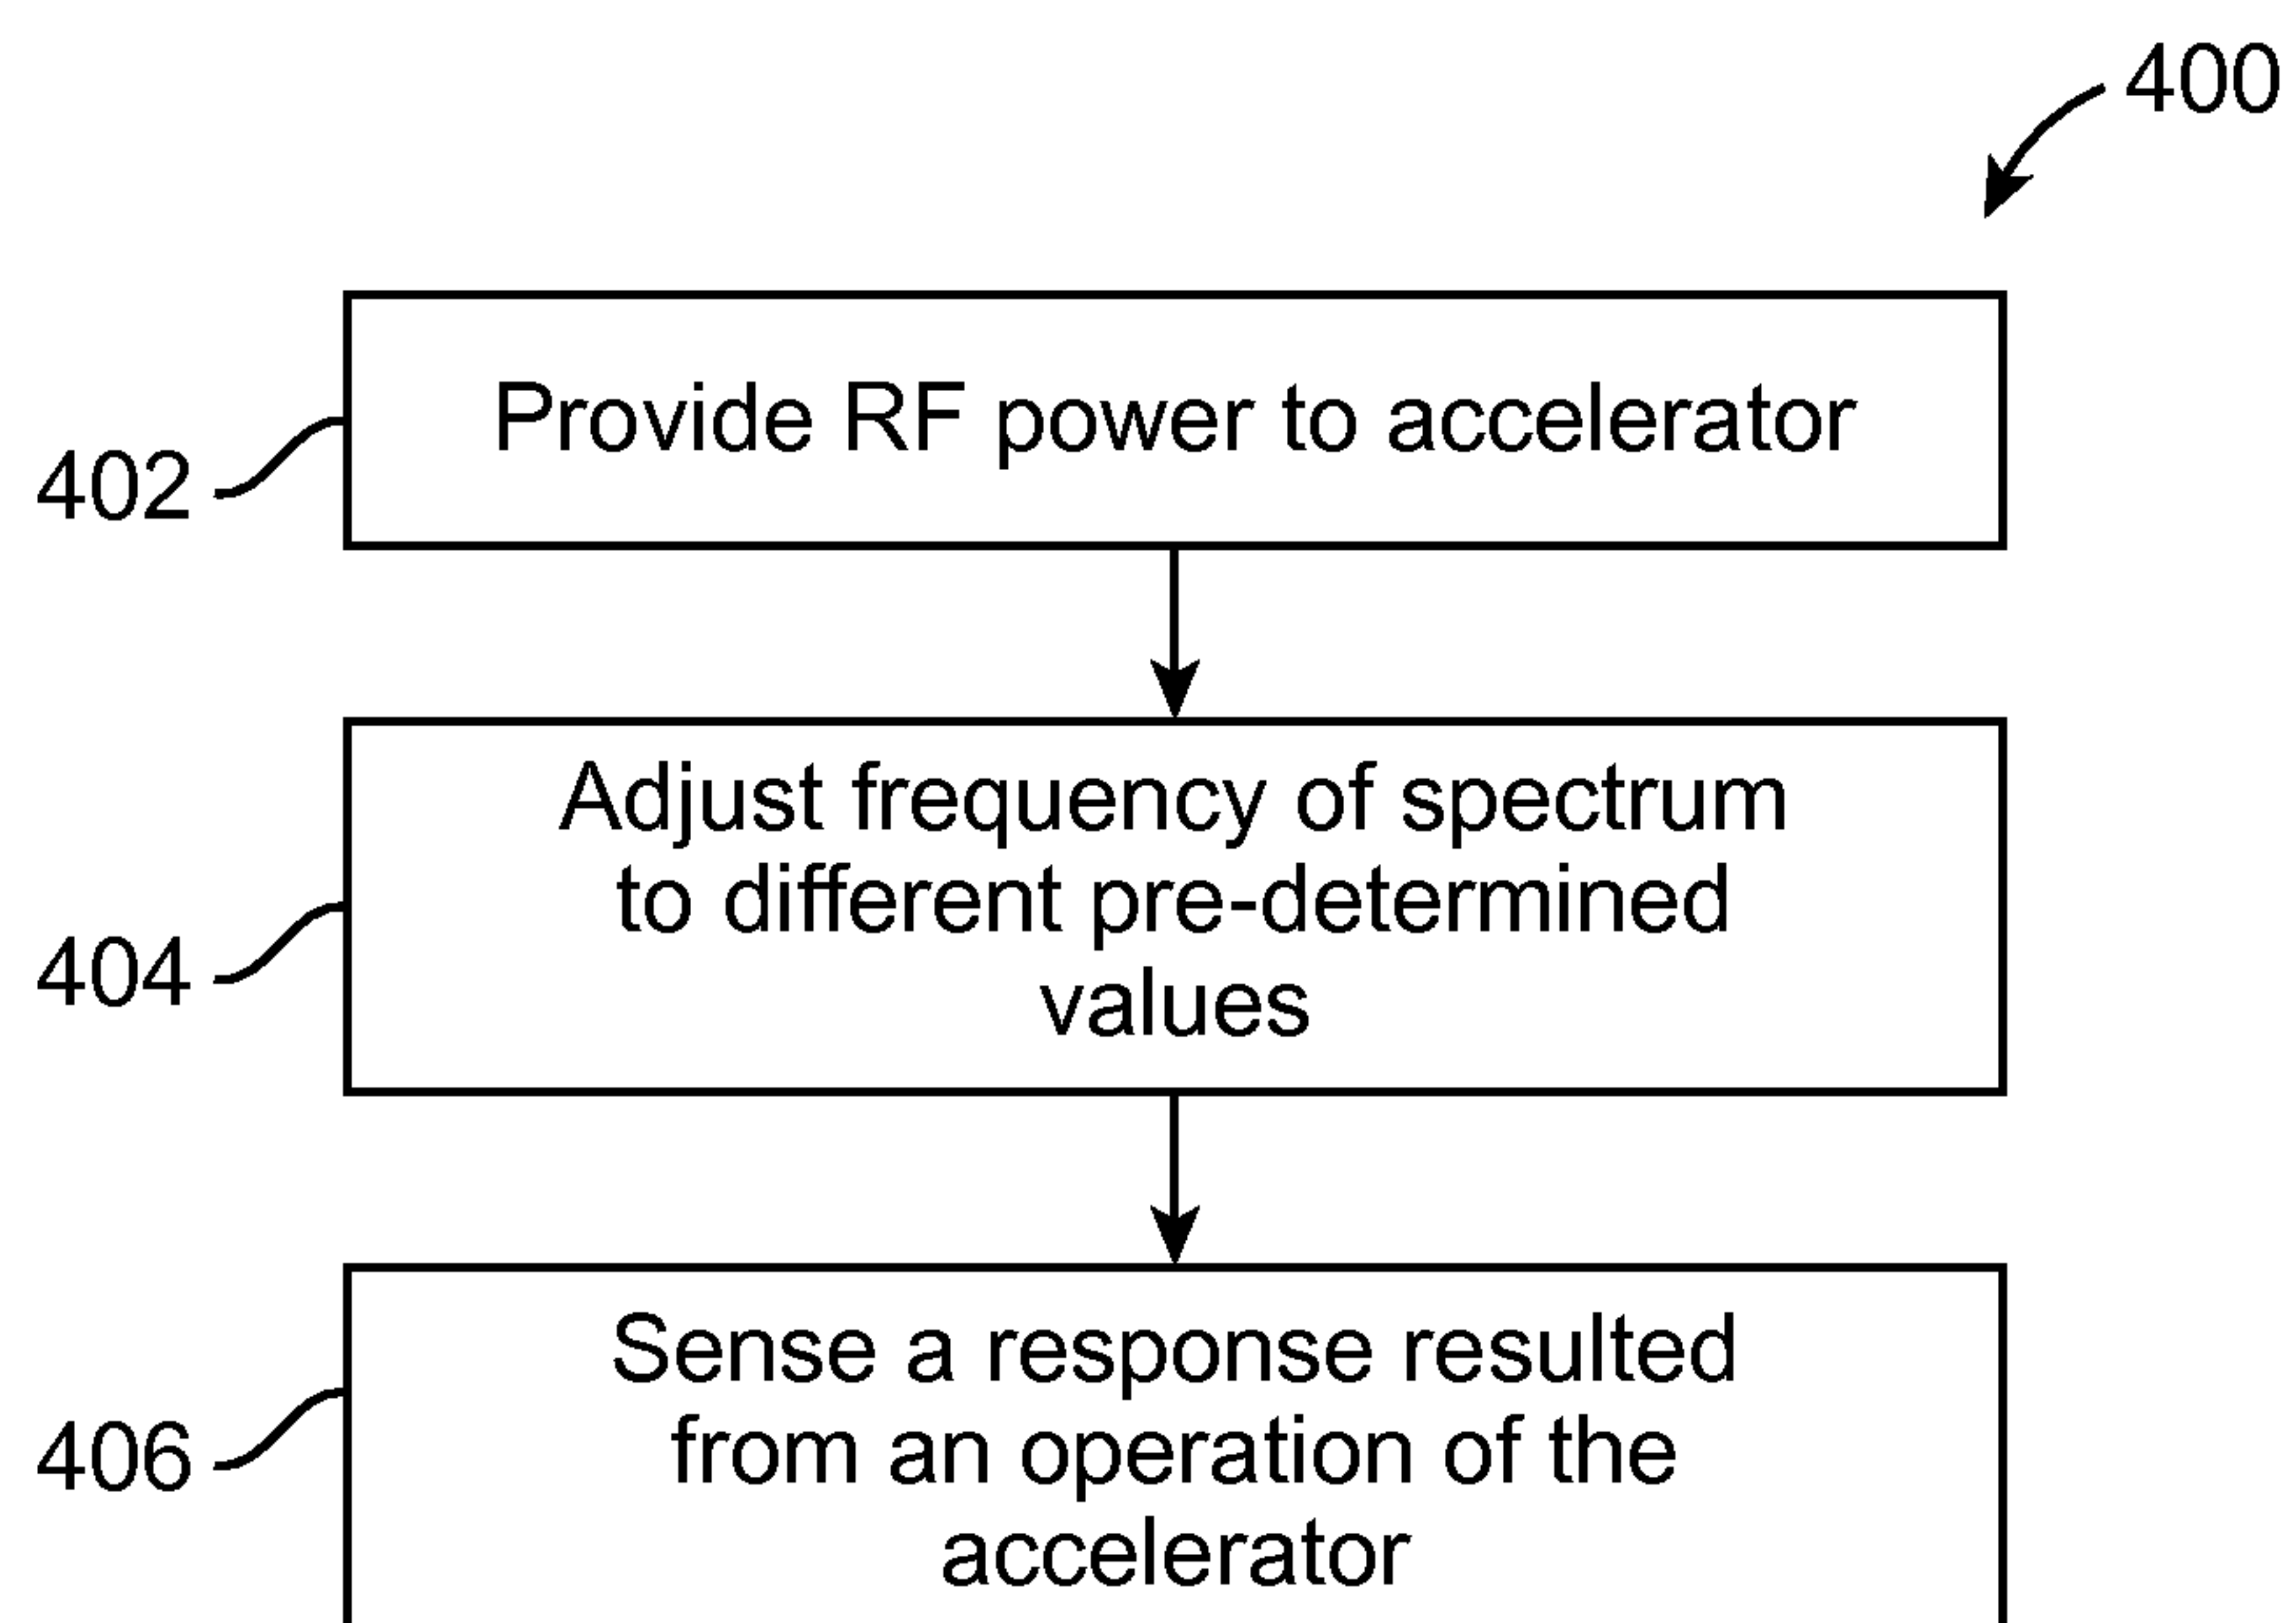 400
402
Provide RF power to accelerator
404
Adjust frequency of spectrum
to different pre-determined
values
406
Sense a response resulted
from an operation of the
accelerator